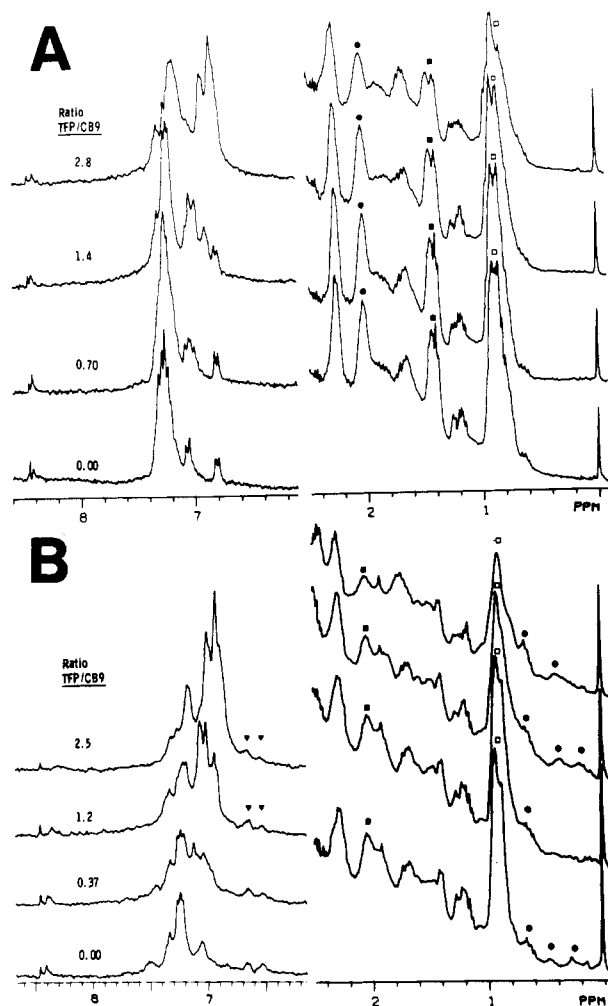 A
Ratio
TFP/CB9
2.8
1.4
0.70
0.00
8 7 2 1 PPM
B
Ratio
TFP/CB9
2.5
1.2
0.37
0.00
8 7 2 1 PPM